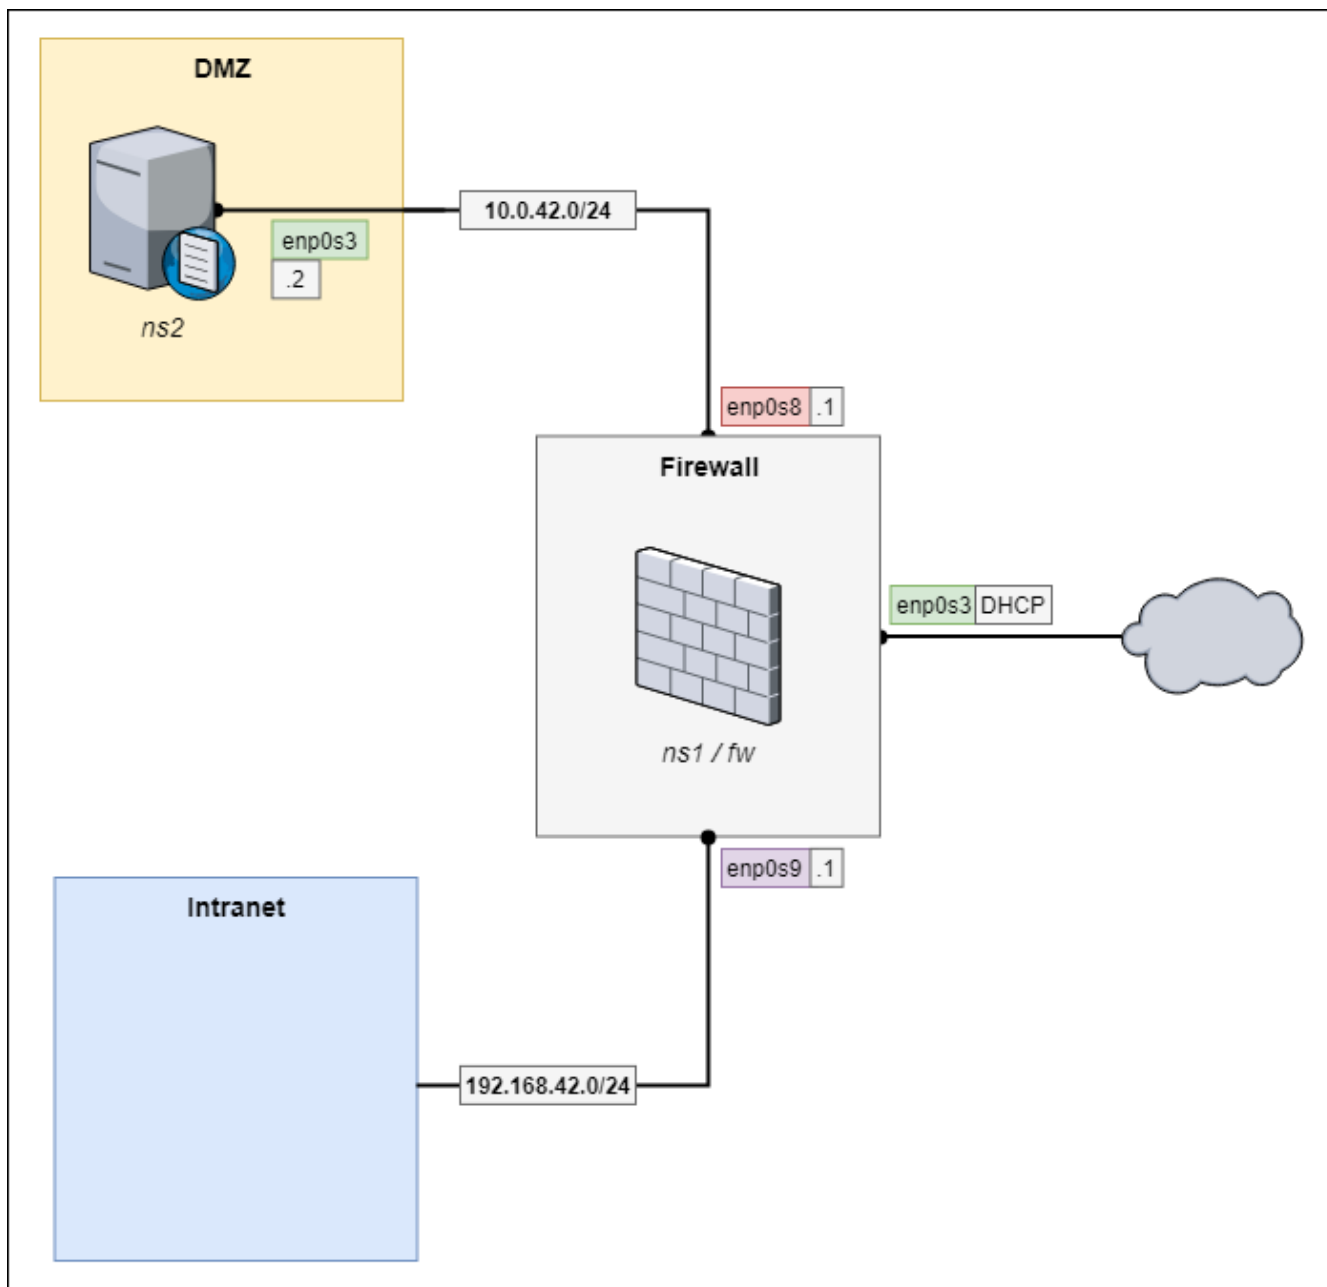 DMZ
10.0.42.0/24
enp0s3
.2
ns2
enp0s8 .1
Firewall
enp0s3 DHCP
ns1 / fw
enp0s9 .1
Intranet
192.168.42.0/24